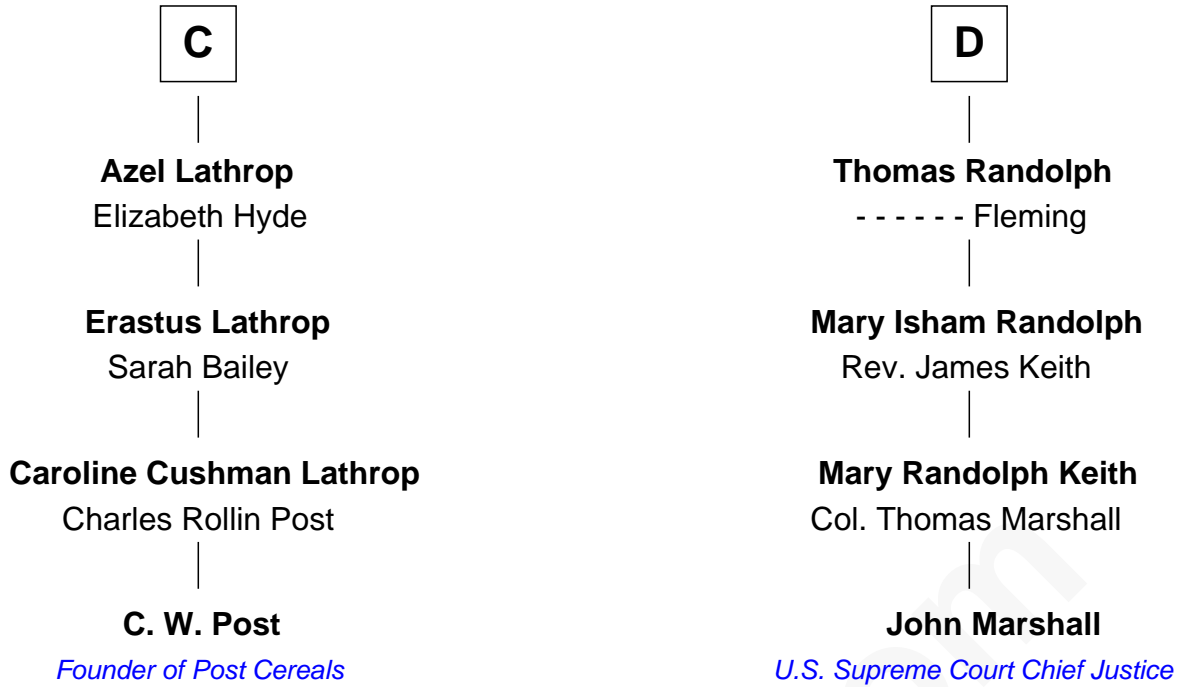 C
Azel Lathrop
Elizabeth Hyde
Erastus Lathrop
Sarah Bailey
Caroline Cushman Lathrop
Charles Rollin Post
C. W. Post
Founder of Post Cereals
D
Thomas Randolph
- - - - - - Fleming
Mary Isham Randolph
Rev. James Keith
Mary Randolph Keith
Col. Thomas Marshall
John Marshall
U.S. Supreme Court Chief Justice